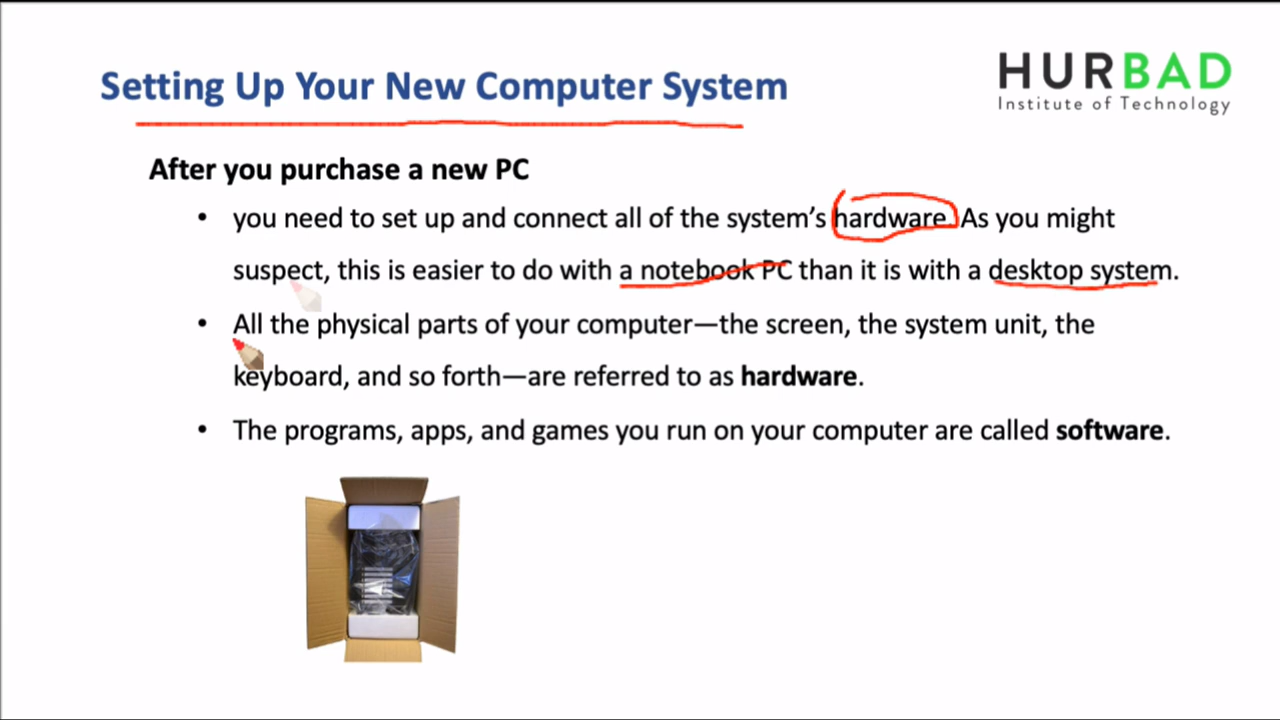 Setting Up Your New Computer System
HURBAD
Institute of Technology
After you purchase a new PC
• you need to set up and connect all of the system’s hardware. As you might
suspect, this is easier to do with a notebook PC than it is with a desktop system.
• All the physical parts of your computer—the screen, the system unit, the
keyboard, and so forth—are referred to as hardware.
• The programs, apps, and games you run on your computer are called software.